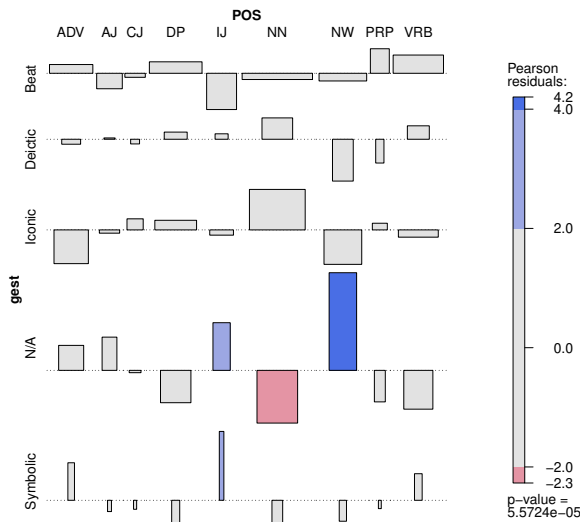 POS
ADV AJ CJ DP IJ NN NW PRP VRB
gest
Beat
Deictic
Iconic
N/A
Symbolic
Pearson
residuals:
4.2
4.0
2.0
0.0
−2.0
−2.3
p-value =
5.5724e-05